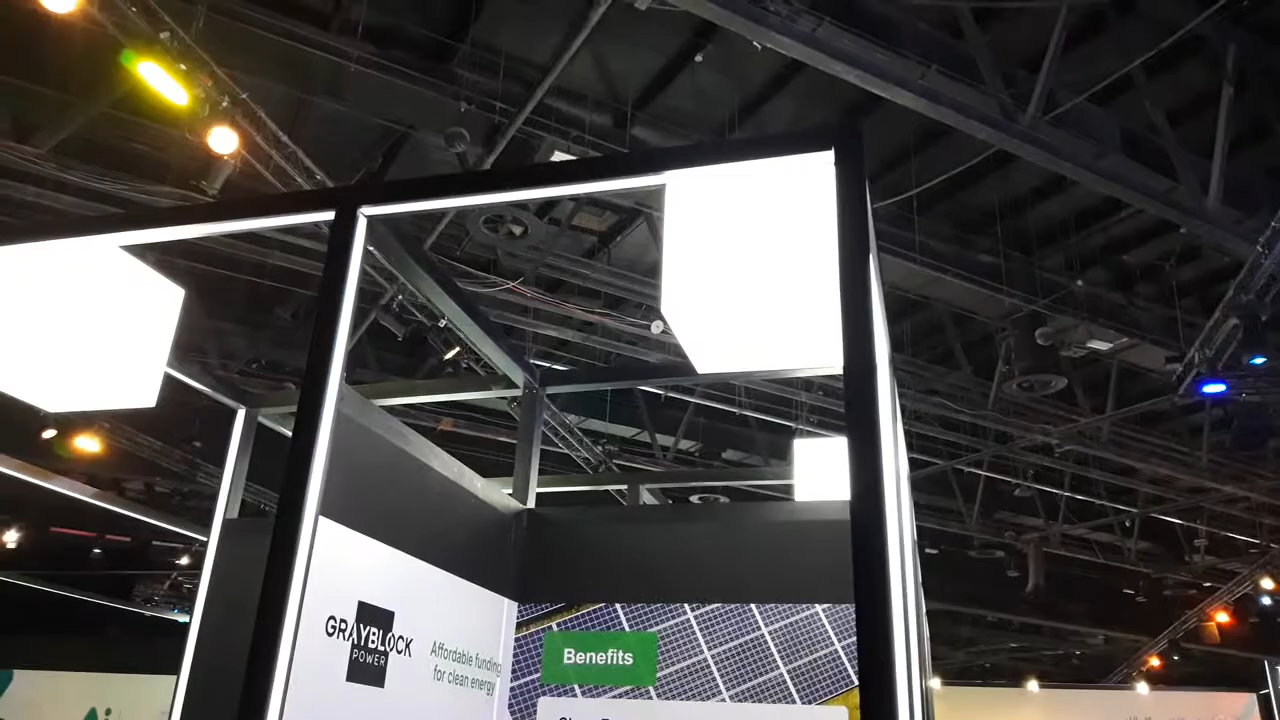 GRAYBLOCK
POWER
Affordable funding
for clean energy
Benefits